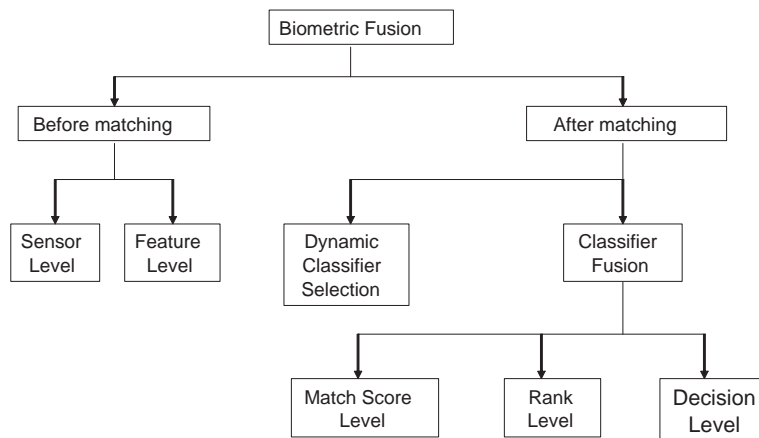 Biometric Fusion
Before matching
After matching
Sensor
Level
Feature
Level
Dynamic
Classifier
Selection
Classifier
Fusion
Match Score
Level
Rank
Level
Decision
Level